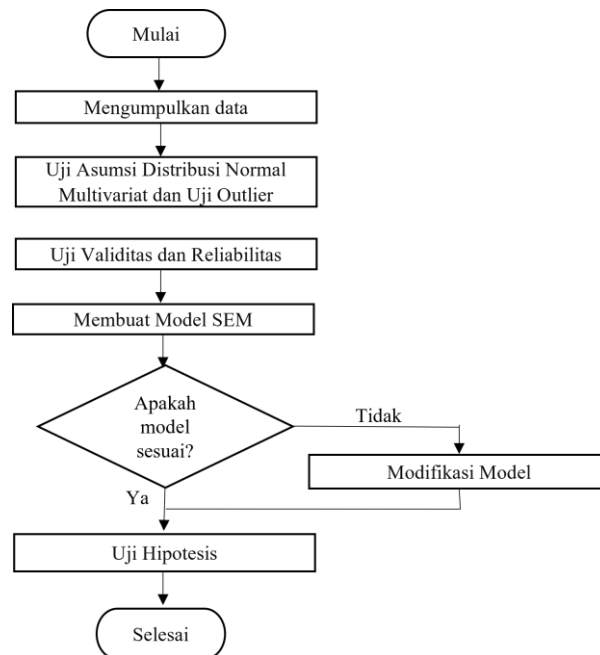 Mulai
Mengumpulkan data
Uji Asumsi Distribusi Normal
Multivariat dan Uji Outlier
Uji Validitas dan Reliabilitas
Membuat Model SEM
Apakah
model
sesuai?
Tidak
Modifikasi Model
Ya
Uji Hipotesis
Selesai